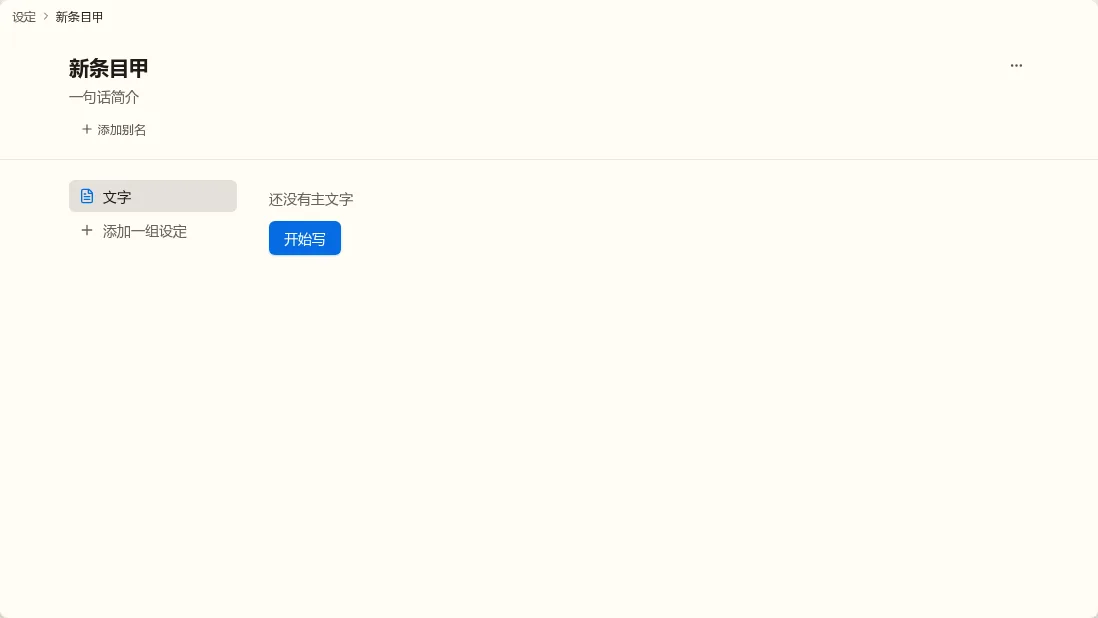 设定 > 新条目甲
新条目甲
一句话简介
添加别名
文字
添加一组设定
还没有主文字
开始写